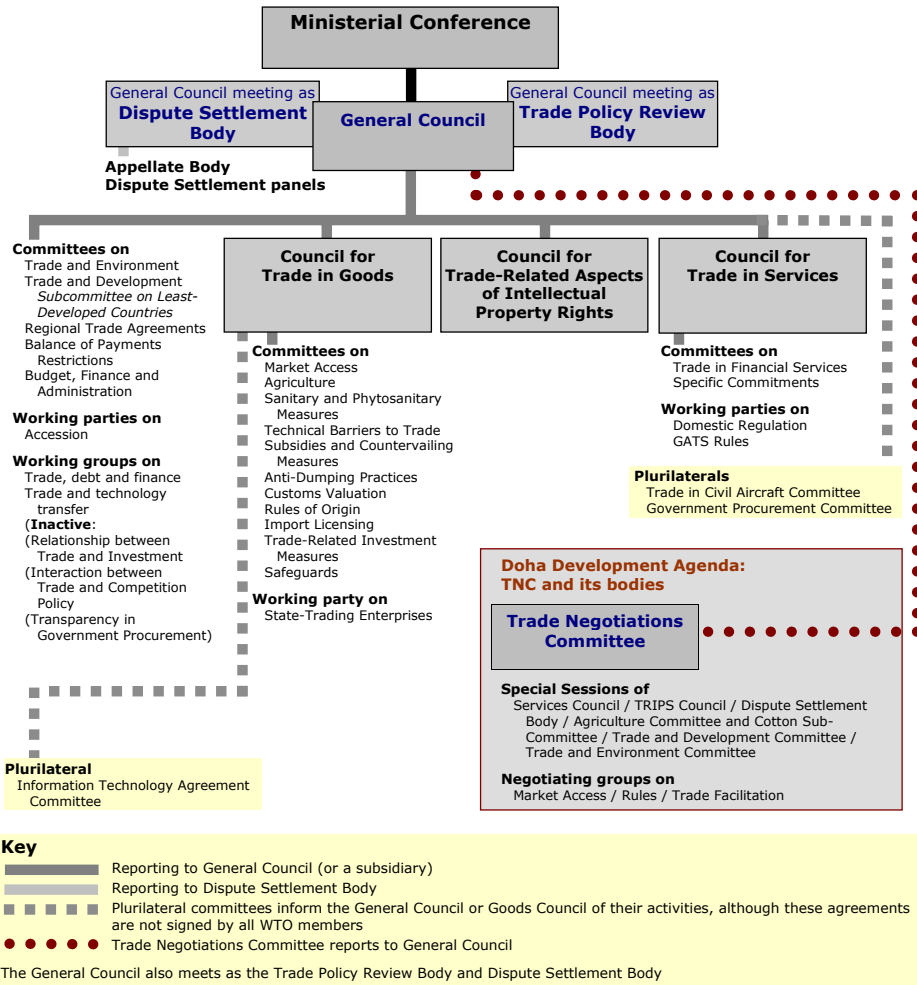 Ministerial Conference
General Council meeting as
Dispute Settlement
Body
General Council
General Council meeting as
Trade Policy Review
Body
Appellate Body
Dispute Settlement panels
Committees on
Trade and Environment
Trade and Development
Subcommittee on Least-
Developed Countries
Regional Trade Agreements
Balance of Payments
Restrictions
Budget, Finance and
Administration
Working parties on
Accession
Working groups on
Trade, debt and finance
Trade and technology
transfer
(Inactive:
(Relationship between
Trade and Investment
(Interaction between
Trade and Competition
Policy
(Transparency in
Government Procurement)
Council for
Trade in Goods
Committees on
Market Access
Agriculture
Sanitary and Phytosanitary
Measures
Technical Barriers to Trade
Subsidies and Countervailing
Measures
Anti-Dumping Practices
Customs Valuation
Rules of Origin
Import Licensing
Trade-Related Investment
Measures
Safeguards
Working party on
State-Trading Enterprises
Council for
Trade-Related Aspects
of Intellectual
Property Rights
Council for
Trade in Services
Committees on
Trade in Financial Services
Specific Commitments
Working parties on
Domestic Regulation
GATS Rules
Plurilaterals
Trade in Civil Aircraft Committee
Government Procurement Committee
Doha Development Agenda:
TNC and its bodies
Trade Negotiations
Committee
Special Sessions of
Services Council / TRIPS Council / Dispute Settlement
Body / Agriculture Committee and Cotton Sub-
Committee / Trade and Development Committee /
Trade and Environment Committee
Negotiating groups on
Market Access / Rules / Trade Facilitation
Plurilateral
Information Technology Agreement
Committee
Key
Reporting to General Council (or a subsidiary)
Reporting to Dispute Settlement Body
Plurilateral committees inform the General Council or Goods Council of their activities, although these agreements
are not signed by all WTO members
Trade Negotiations Committee reports to General Council
The General Council also meets as the Trade Policy Review Body and Dispute Settlement Body